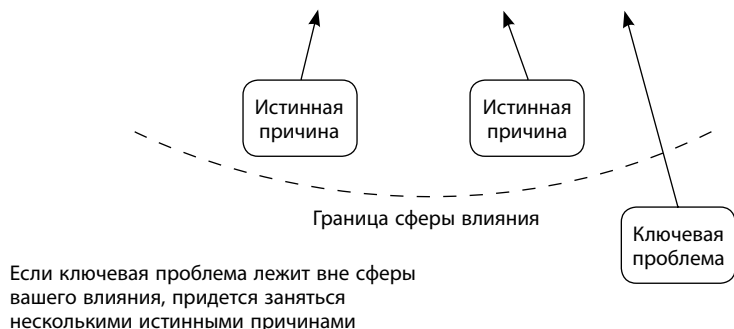 Истинная
причина
Истинная
причина
Граница сферы влияния
Ключевая
проблема
Если ключевая проблема лежит вне сферы
вашего влияния, придется заняться
несколькими истинными причинами